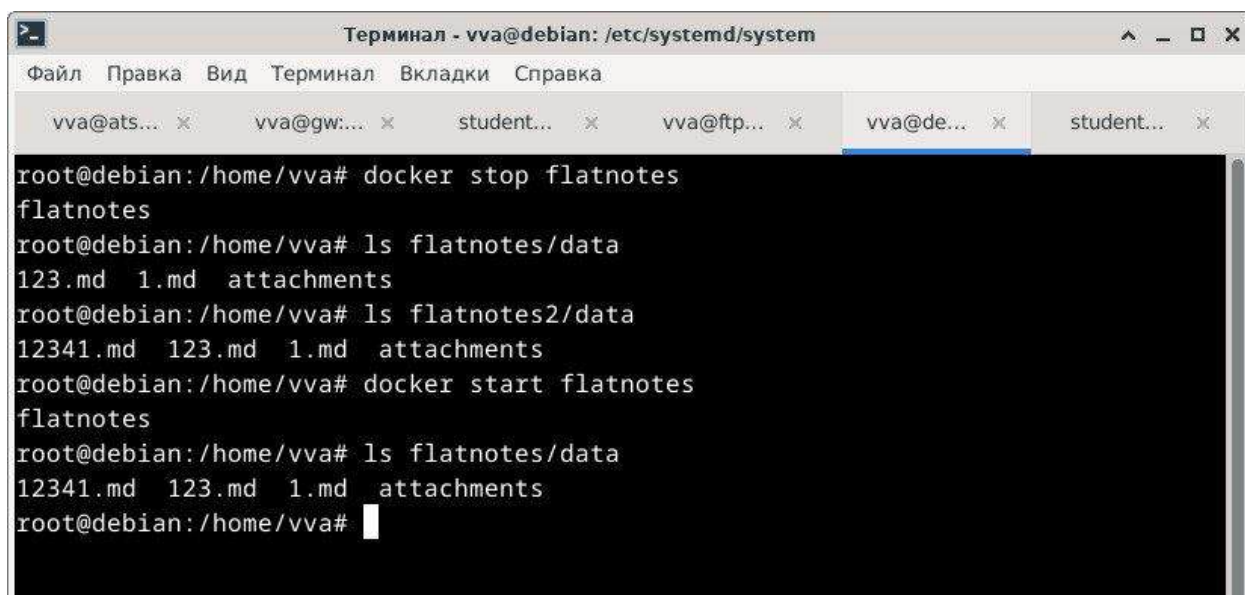 Терминал - vva@debian: /etc/systemd/system
Файл Правка Вид Терминал Вкладки Справка
vva@ats... vva@gw:... student... vva@ftp... vva@de... student...
root@debian:/home/vva# docker stop flatnotes
flatnotes
root@debian:/home/vva# ls flatnotes/data
123.md  1.md  attachments
root@debian:/home/vva# ls flatnotes2/data
12341.md  123.md  1.md  attachments
root@debian:/home/vva# docker start flatnotes
flatnotes
root@debian:/home/vva# ls flatnotes/data
12341.md  123.md  1.md  attachments
root@debian:/home/vva#